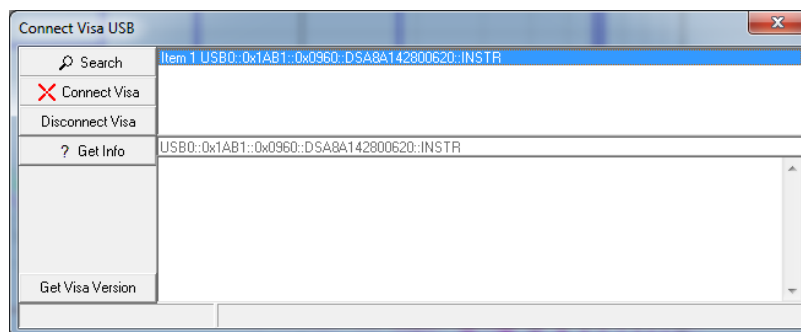 Connect Visa USB
Search
Item 1 USB0::0x1AB1::0x0960::DSA8A142800620::INSTR
Connect Visa
Disconnect Visa
? Get Info
USB0::0x1AB1::0x0960::DSA8A142800620::INSTR
Get Visa Version